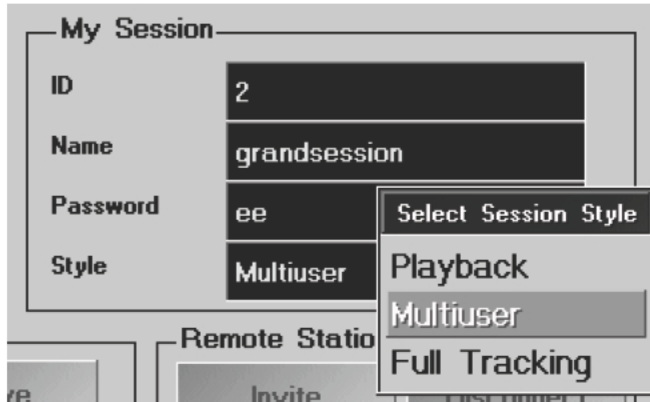 My Session
ID 2
Name grandsession
Password ee
Style Multiuser
Select Session Style
Playback
Multiuser
Full Tracking
Remote Statio
Invite